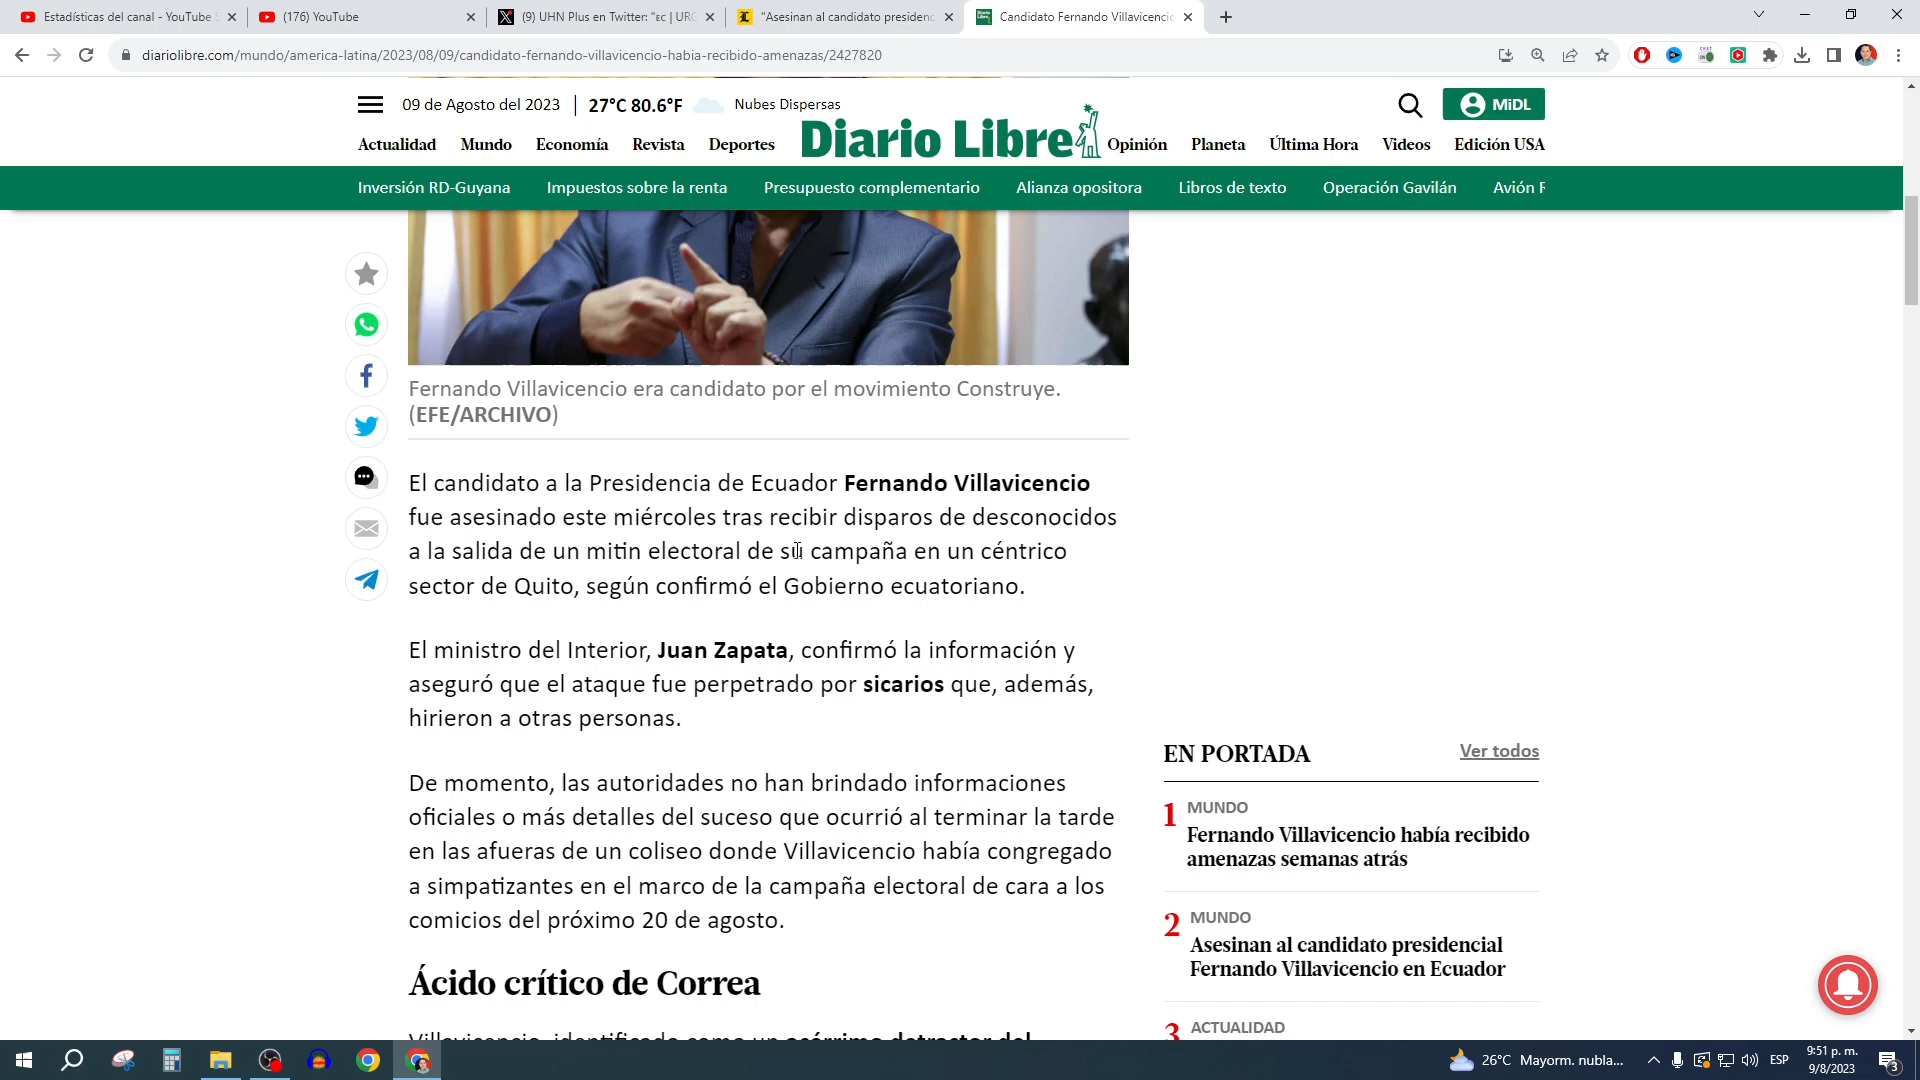 Estadísticas del canal - YouTube S
(176) YouTube
(9) UHN Plus en Twitter: "🇪🇨 | URG
"Asesinan al candidato presidenc
Candidato Fernando Villavicencio
diariolibre.com/mundo/america-latina/2023/08/09/candidato-fernando-villavicencio-habia-recibido-amenazas/2427820
09 de Agosto del 2023
27°C 80.6°F
Nubes Dispersas
MiDL
Actualidad Mundo Economía Revista Deportes
Diario Libre
Opinión Planeta Última Hora Videos Edición USA
Inversión RD-Guyana Impuestos sobre la renta Presupuesto complementario Alianza opositora Libros de texto Operación Gavilán Avión F
Fernando Villavicencio era candidato por el movimiento Construye.
(EFE/ARCHIVO)
El candidato a la Presidencia de Ecuador Fernando Villavicencio
fue asesinado este miércoles tras recibir disparos de desconocidos
a la salida de un mitin electoral de su campaña en un céntrico
sector de Quito, según confirmó el Gobierno ecuatoriano.
El ministro del Interior, Juan Zapata, confirmó la información y
aseguró que el ataque fue perpetrado por sicarios que, además,
hirieron a otras personas.
De momento, las autoridades no han brindado informaciones
oficiales o más detalles del suceso que ocurrió al terminar la tarde
en las afueras de un coliseo donde Villavicencio había congregado
a simpatizantes en el marco de la campaña electoral de cara a los
comicios del próximo 20 de agosto.
Ácido crítico de Correa
Villavicencio, identificado como un acérrimo detractor del
EN PORTADA
Ver todos
1 MUNDO
Fernando Villavicencio había recibido
amenazas semanas atrás
2 MUNDO
Asesinan al candidato presidencial
Fernando Villavicencio en Ecuador
3 ACTUALIDAD
26°C Mayorm. nubla...
ESP
9:51 p. m.
9/8/2023
3